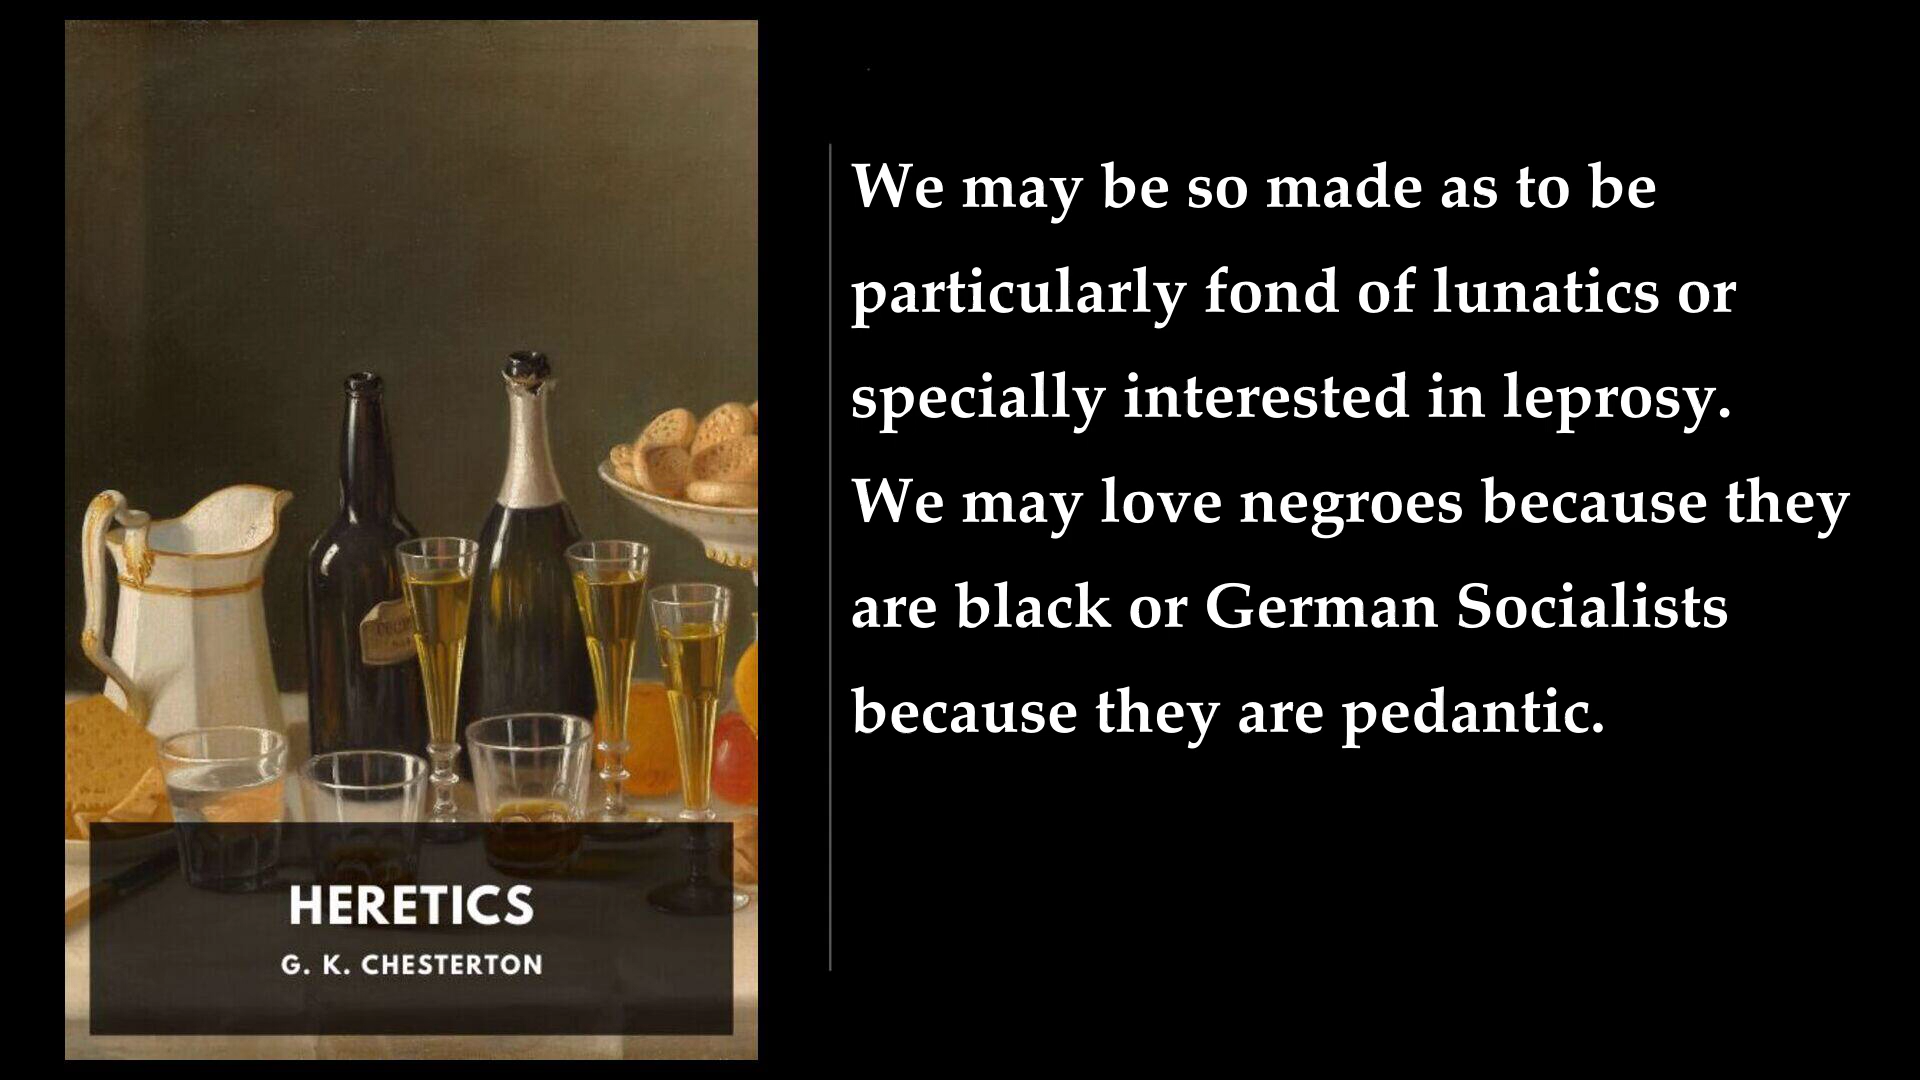 HERETICS
G. K. CHESTERTON
We may be so made as to be
particularly fond of lunatics or
specially interested in leprosy.
We may love negroes because they
are black or German Socialists
because they are pedantic.